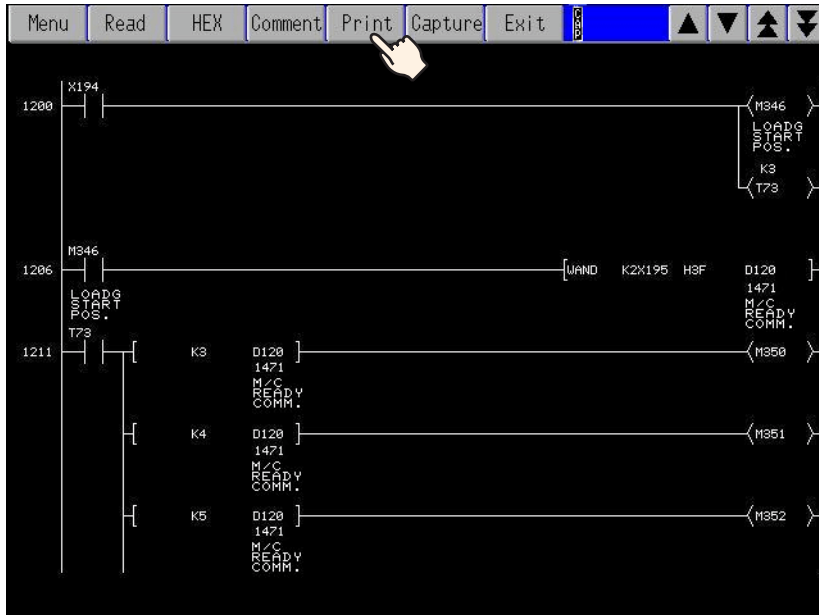 Menu Read HEX Comment Print Capture Exit CAP
X194
1200 M346
LOADG
START
POS.
K3
T73
M346
1206 WAND K2X195 H3F D120
1471
LOADG
START
POS.
M/C
READY
COMM.
T73
1211 K3 D120 M350
1471
M/C
READY
COMM.
K4 D120 M351
1471
M/C
READY
COMM.
K5 D120 M352
1471
M/C
READY
COMM.